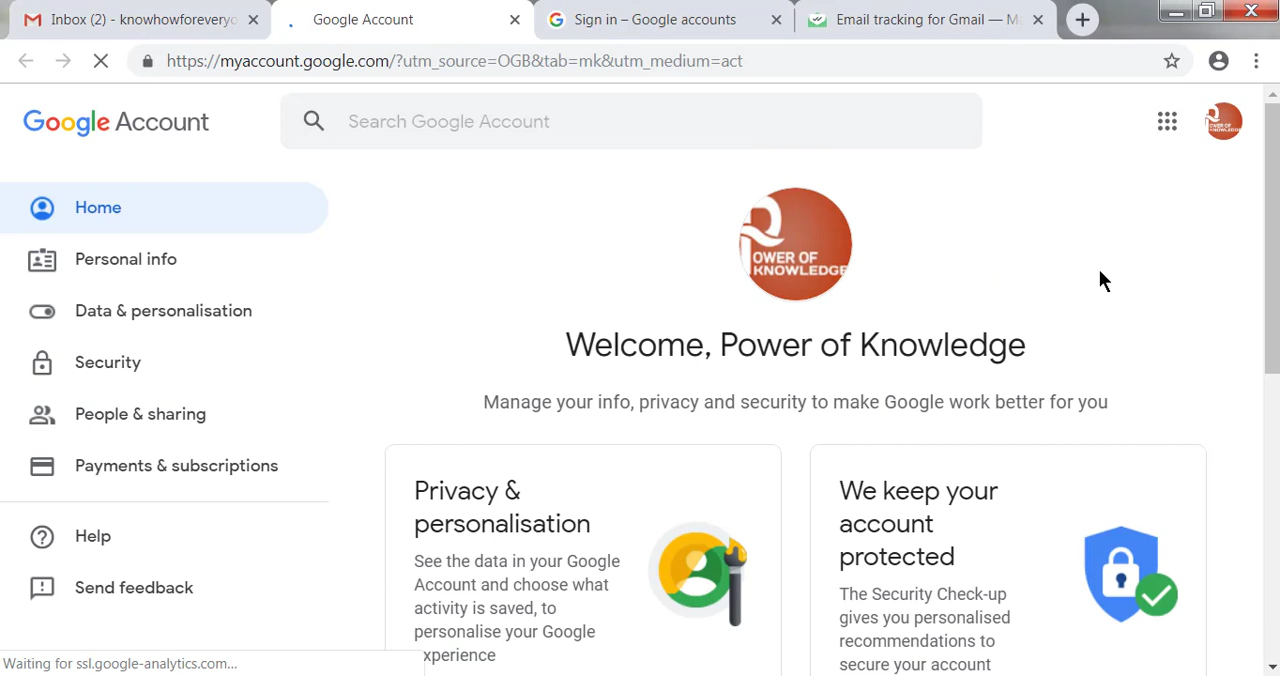 Inbox (2) - knowhowforeveryo
Google Account
Sign in – Google accounts
Email tracking for Gmail — M
https://myaccount.google.com/?utm_source=OGB&tab=mk&utm_medium=act
Google Account
Search Google Account
POWER OF
KNOWLEDGE
Home
Personal info
Data & personalisation
Security
People & sharing
Payments & subscriptions
Help
Send feedback
POWER OF
KNOWLEDGE
Welcome, Power of Knowledge
Manage your info, privacy and security to make Google work better for you
Privacy &
personalisation
See the data in your Google
Account and choose what
activity is saved, to
personalise your Google
experience
We keep your
account
protected
The Security Check-up
gives you personalised
recommendations to
secure your account
Waiting for ssl.google-analytics.com...